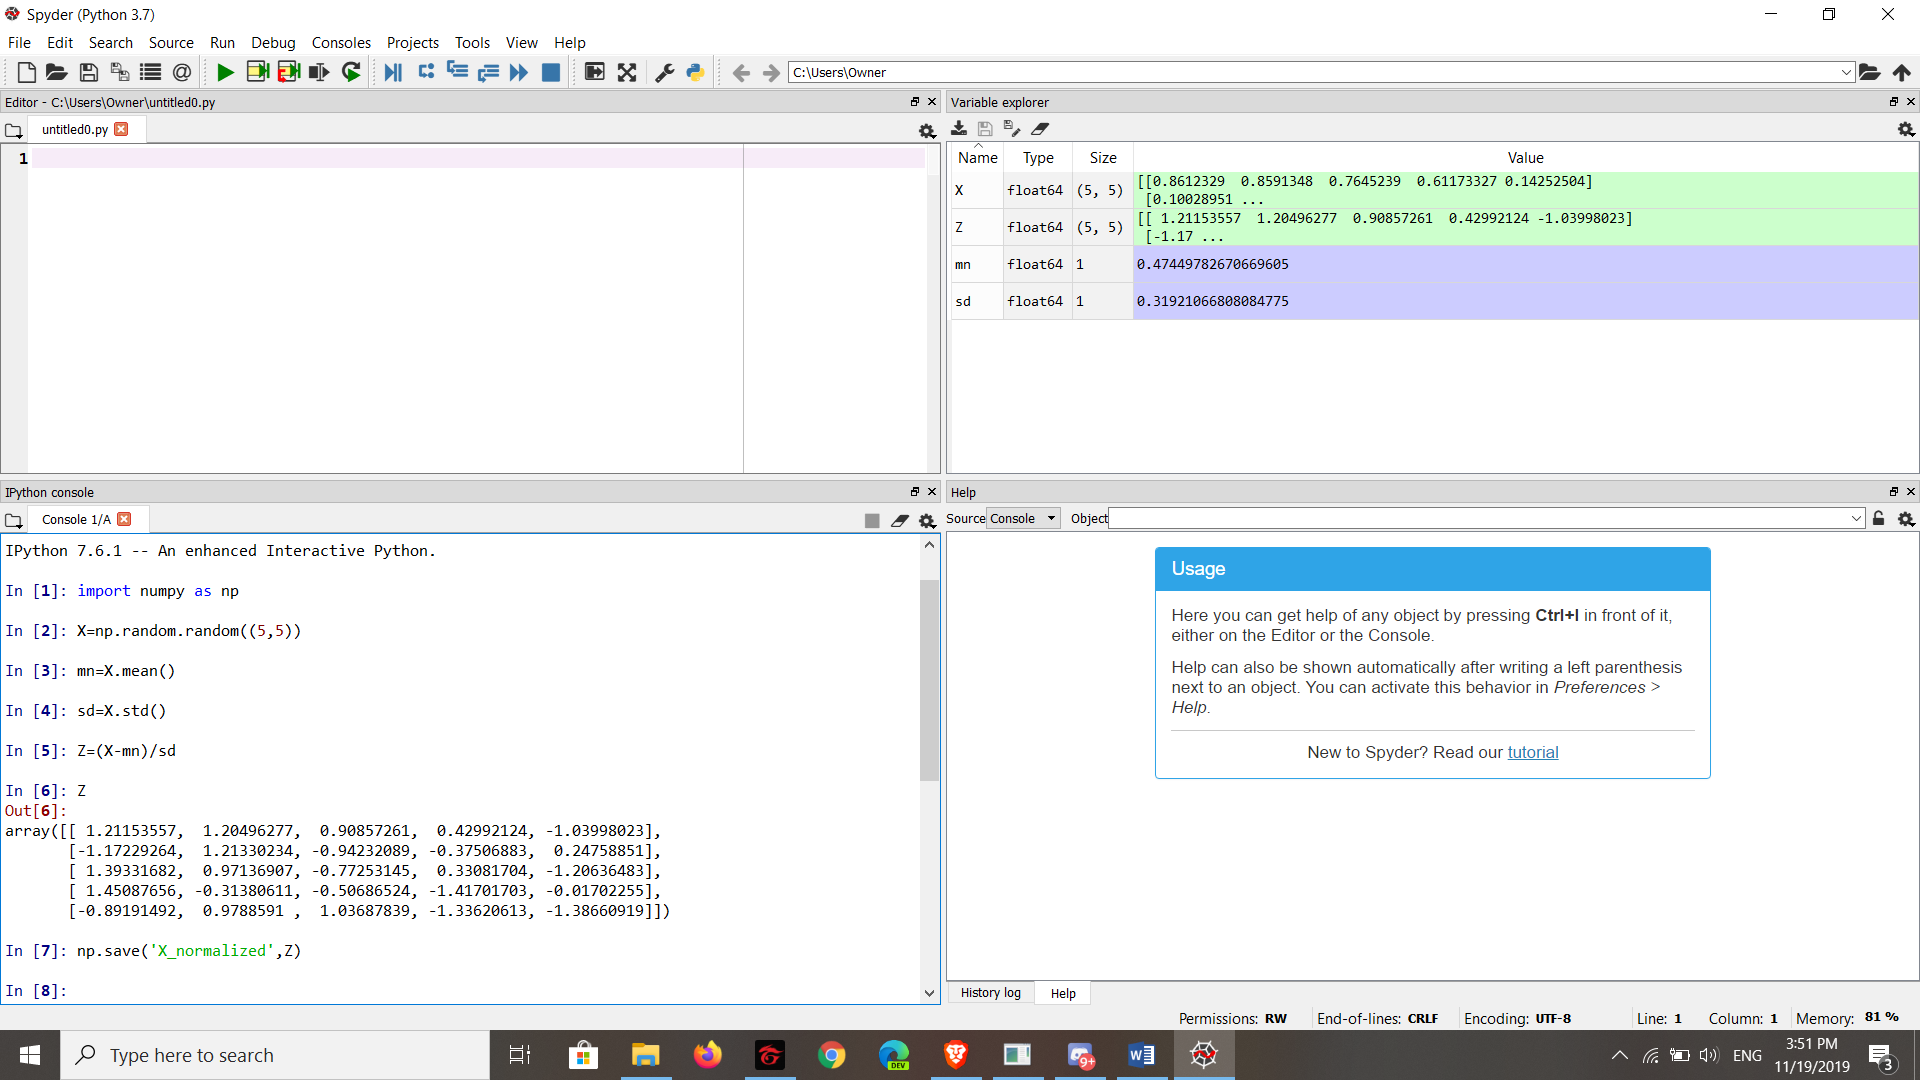 Spyder (Python 3.7)
File Edit Search Source Run Debug Consoles Projects Tools View Help
C:\Users\Owner
Editor - C:\Users\Owner\untitled0.py
untitled0.py
1
Variable explorer
Name Type Size Value
X float64 (5, 5) [[0.8612329  0.8591348  0.7645239  0.61173327 0.14252504]
[0.10028951 ...
Z float64 (5, 5) [[ 1.21153557  1.20496277  0.90857261  0.42992124 -1.03998023]
[-1.17 ...
mn float64 1 0.47449782670669605
sd float64 1 0.31921066808084775
IPython console
Console 1/A
IPython 7.6.1 -- An enhanced Interactive Python.
In [1]: import numpy as np
In [2]: X=np.random.random((5,5))
In [3]: mn=X.mean()
In [4]: sd=X.std()
In [5]: Z=(X-mn)/sd
In [6]: Z
Out[6]:
array([[ 1.21153557,  1.20496277,  0.90857261,  0.42992124, -1.03998023],
[-1.17229264,  1.21330234, -0.94232089, -0.37506883,  0.24758851],
[ 1.39331682,  0.97136907, -0.77253145,  0.33081704, -1.20636483],
[ 1.45087656, -0.31380611, -0.50686524, -1.41701703, -0.01702255],
[-0.89191492,  0.9788591 ,  1.03687839, -1.33620613, -1.38660919]])
In [7]: np.save('X_normalized',Z)
In [8]:
Help
Source Console Object
Usage
Here you can get help of any object by pressing Ctrl+I in front of it,
either on the Editor or the Console.
Help can also be shown automatically after writing a left parenthesis
next to an object. You can activate this behavior in Preferences >
Help.
New to Spyder? Read our tutorial
History log Help
Permissions: RW End-of-lines: CRLF Encoding: UTF-8 Line: 1 Column: 1 Memory: 81 %
Type here to search
DEV
9+
ENG
3:51 PM
11/19/2019
3